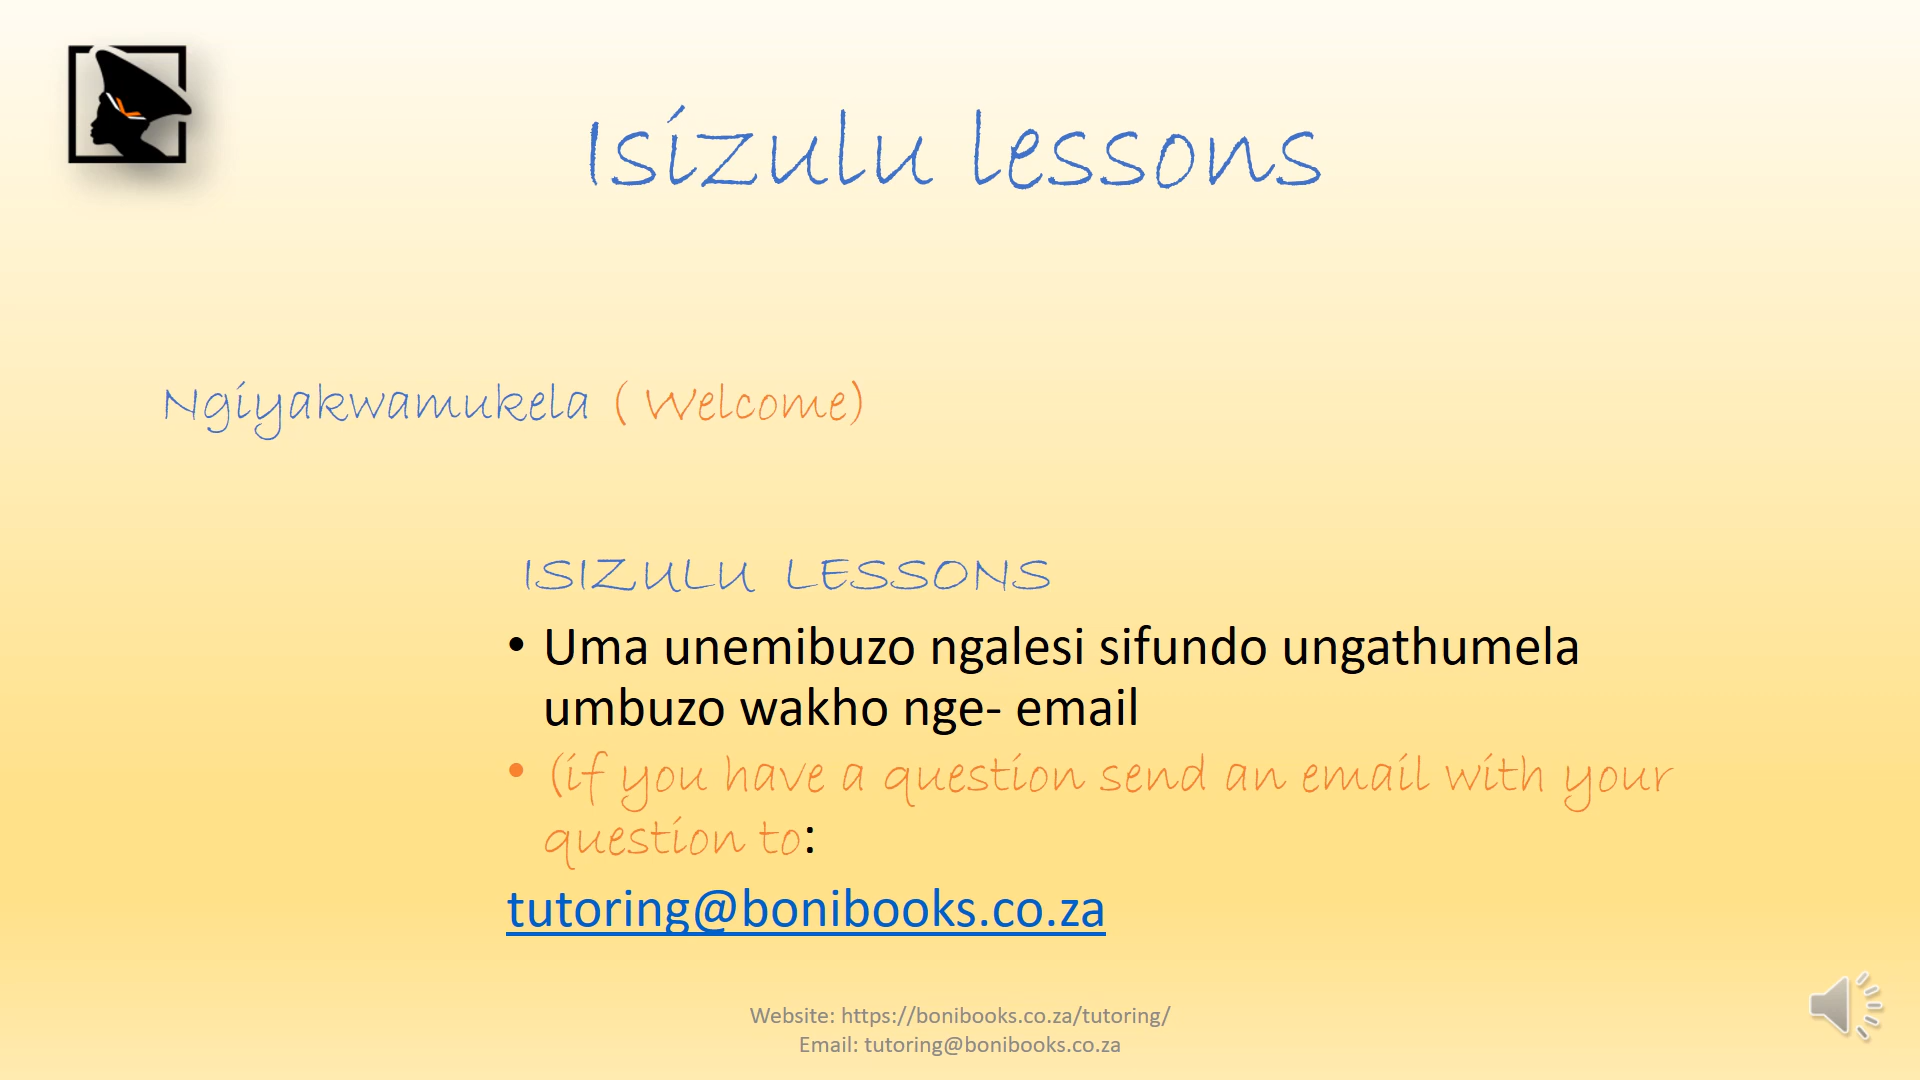 Isizulu lessons
Ngiyakwamukela ( Welcome)
ISIZULU LESSONS
• Uma unemibuzo ngalesi sifundo ungathumela
umbuzo wakho nge- email
• (if you have a question send an email with your
question to:
tutoring@bonibooks.co.za
Website: https://bonibooks.co.za/tutoring/
Email: tutoring@bonibooks.co.za